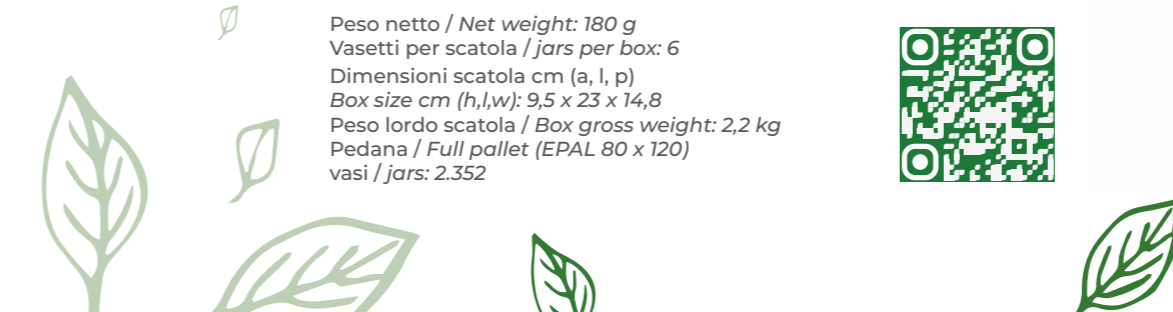 Peso netto / Net weight: 180 g
Vasetti per scatola / jars per box: 6
Dimensioni scatola cm (a, l, p)
Box size cm (h,l,w): 9,5 x 23 x 14,8
Peso lordo scatola / Box gross weight: 2,2 kg
Pedana / Full pallet (EPAL 80 x 120)
vasi / jars: 2.352